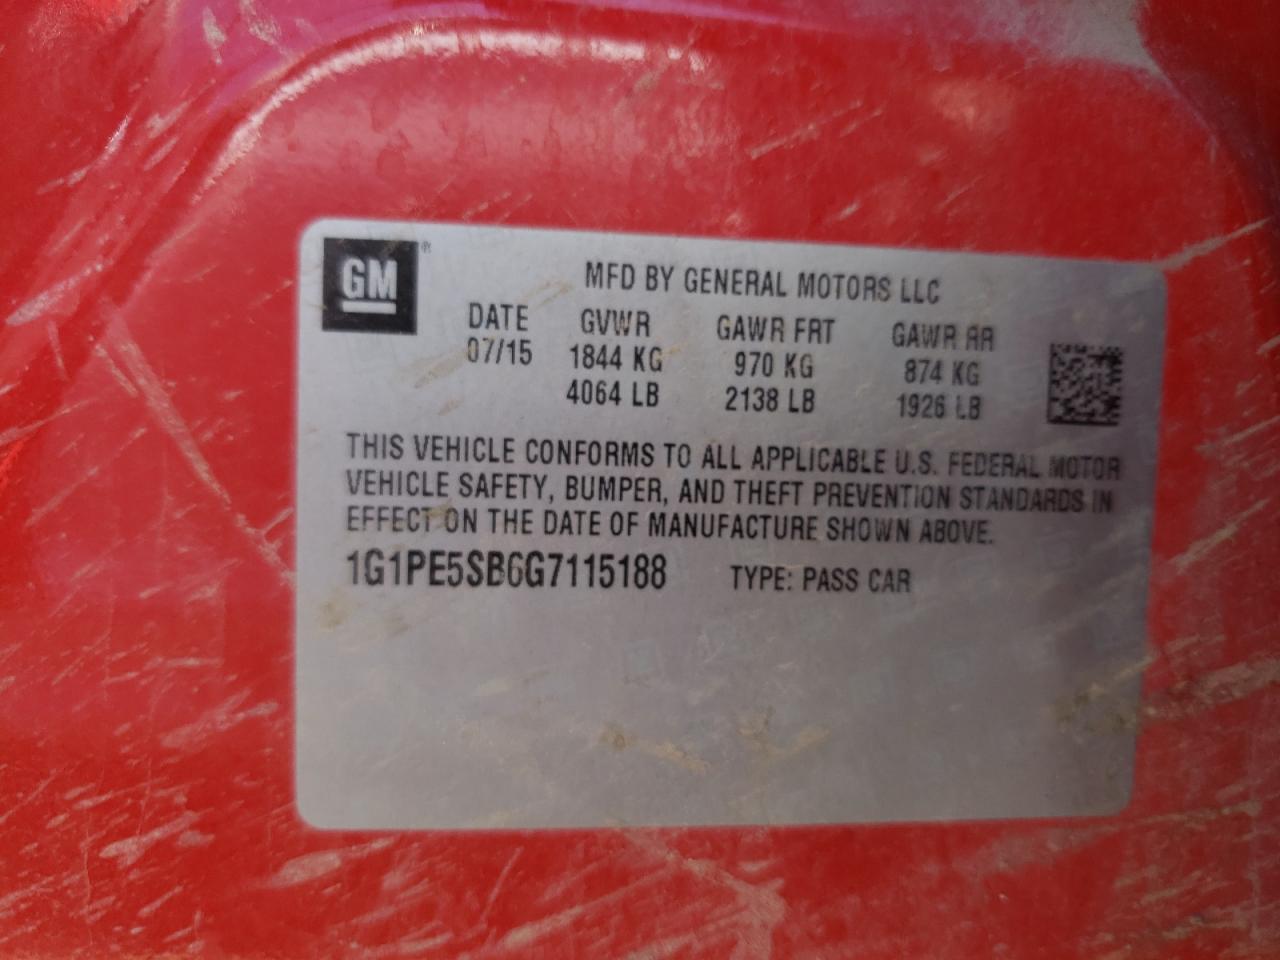 GM®
MFD BY GENERAL MOTORS LLC
DATE GVWR GAWR FRT GAWR RR
07/15 1844 KG 970 KG 874 KG
4064 LB 2138 LB 1926 LB
THIS VEHICLE CONFORMS TO ALL APPLICABLE U.S. FEDERAL MOTOR
VEHICLE SAFETY, BUMPER, AND THEFT PREVENTION STANDARDS IN
EFFECT ON THE DATE OF MANUFACTURE SHOWN ABOVE.
1G1PE5SB6G7115188 TYPE: PASS CAR